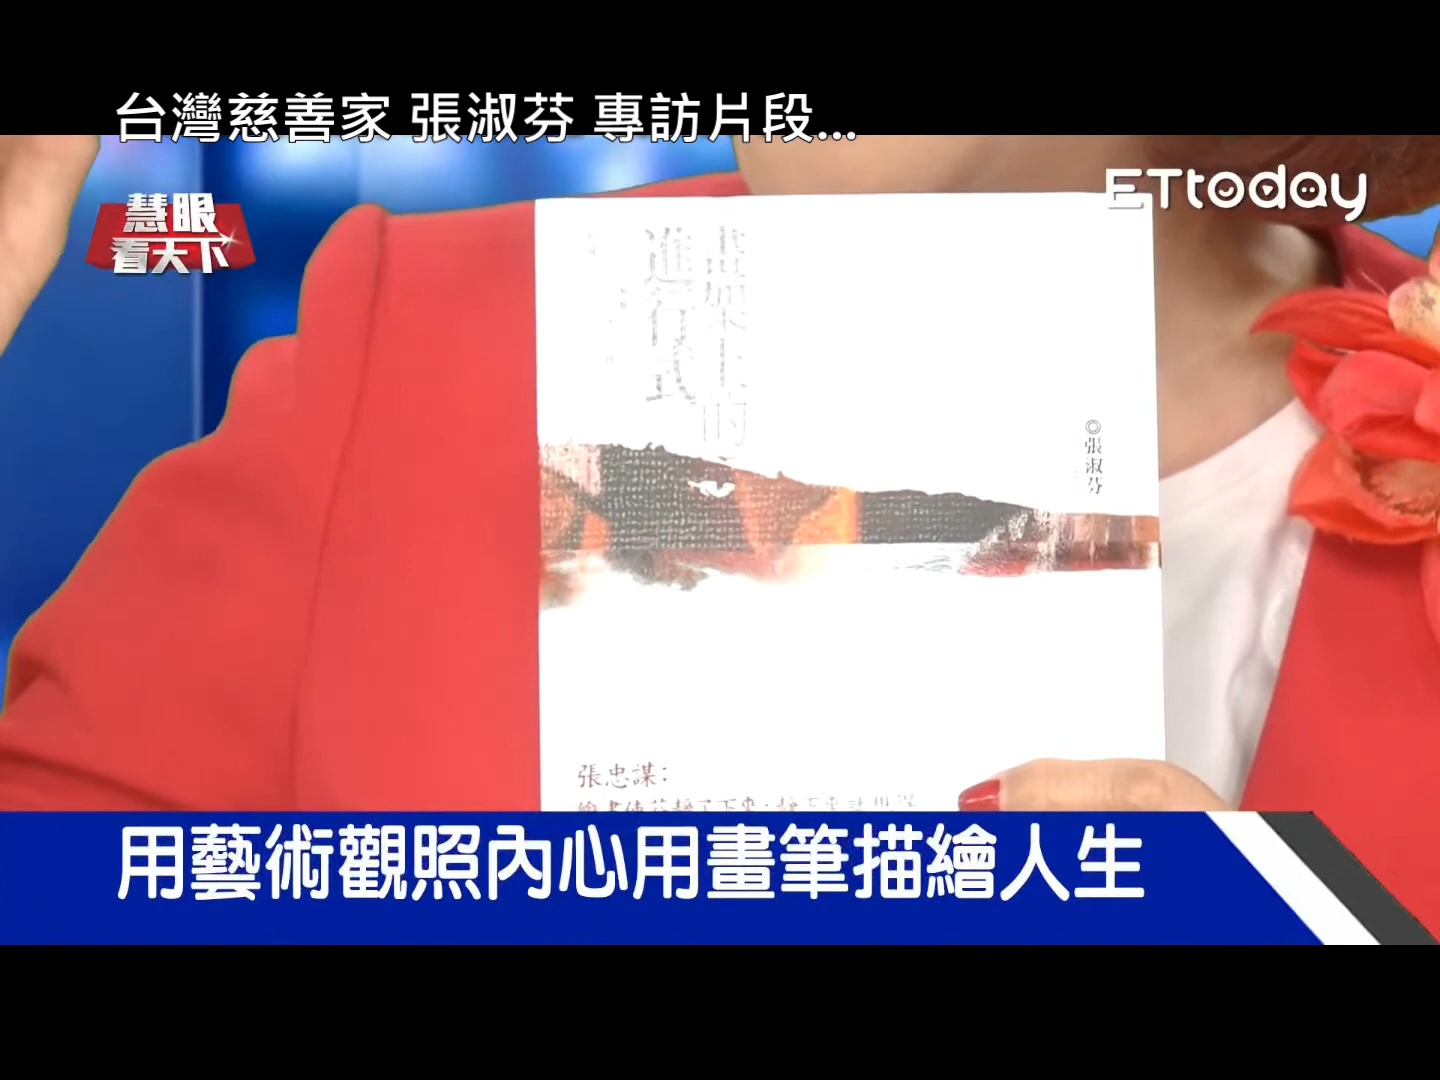 台灣慈善家 張淑芬 專訪片段...
慧眼
看天下
ETtoday
畫架上的
進行式
◎張淑芬
張忠謀：
用藝術觀照內心用畫筆描繪人生